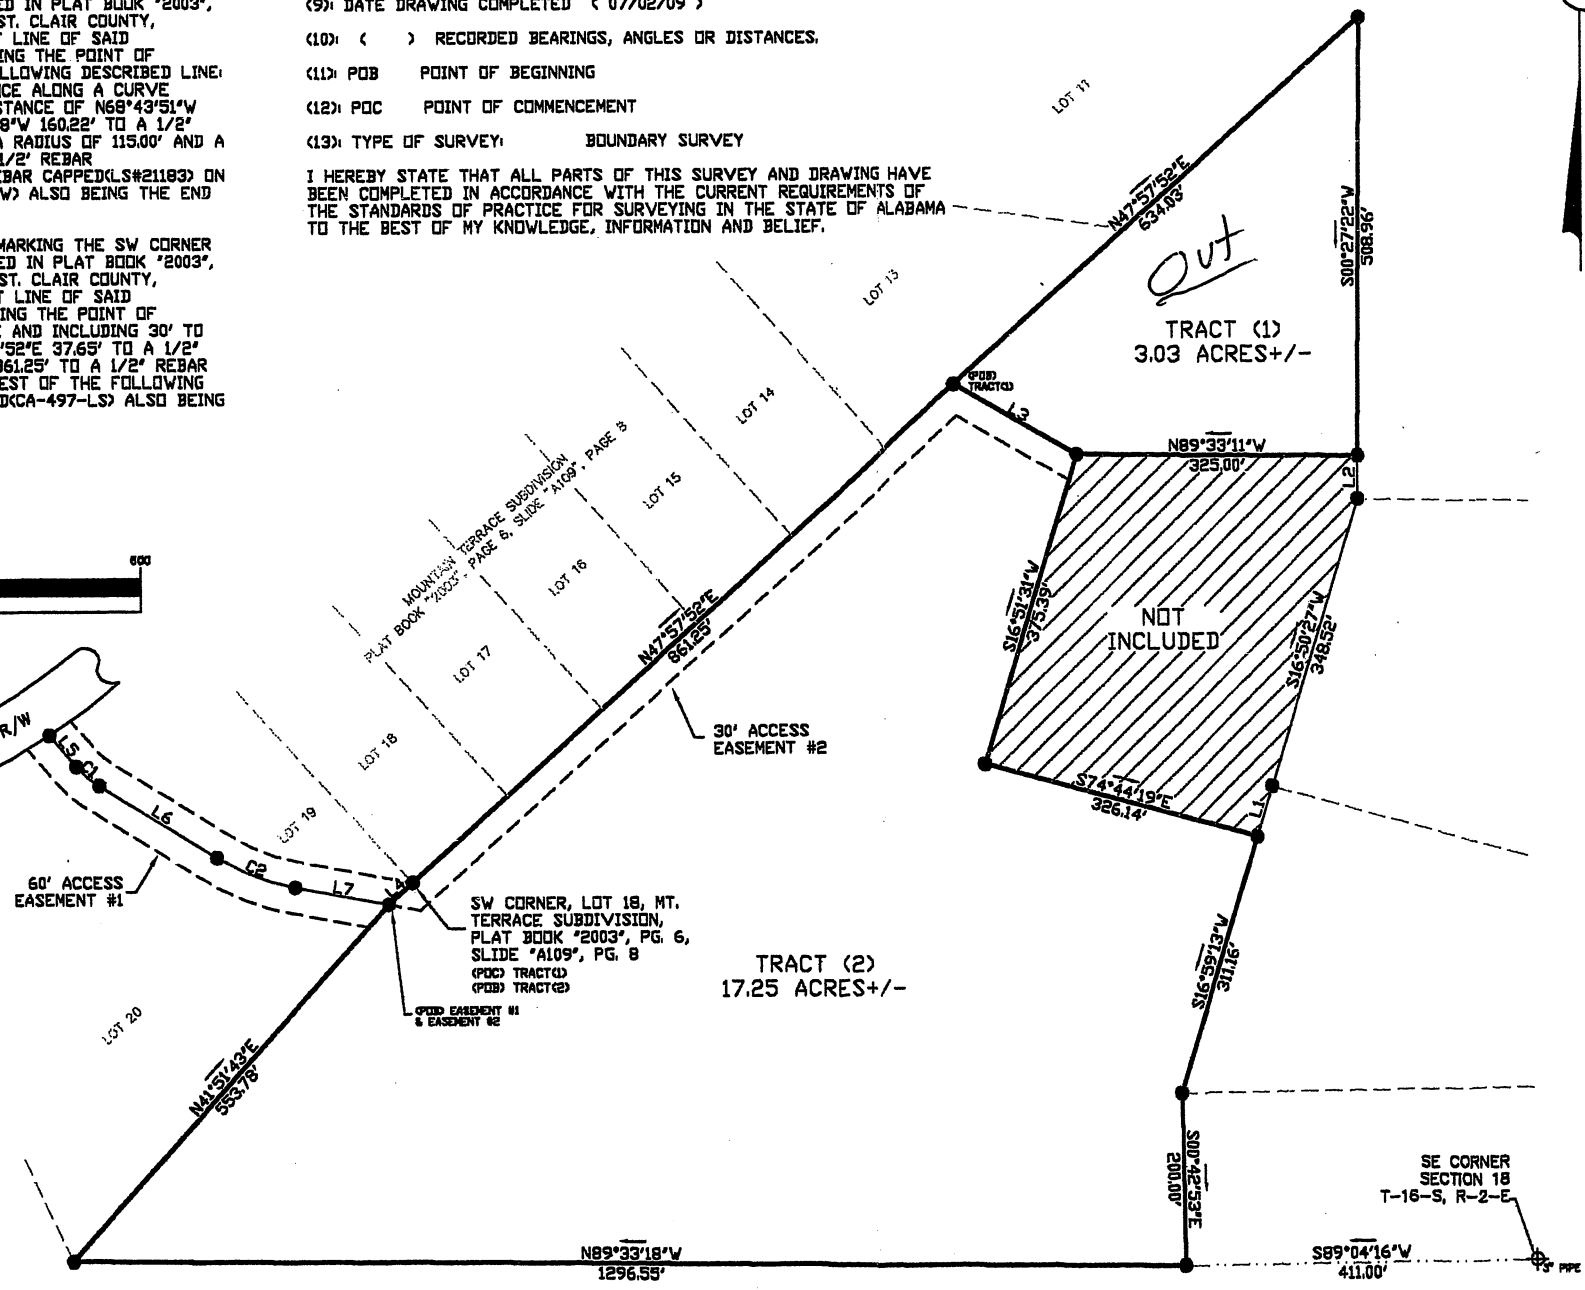 ED IN PLAT BOOK "2003",
ST. CLAIR COUNTY,
T LINE OF SAID
ING THE POINT OF
LLOWING DESCRIBED LINE:
NCE ALONG A CURVE
STANCE OF N68°43'51"W
8"W 160.22' TO A 1/2"
A RADIUS OF 115.00' AND A
1/2" REBAR
EBAR CAPPED(LS#21183) ON
W) ALSO BEING THE END
MARKING THE SW CORNER
ED IN PLAT BOOK "2003",
ST. CLAIR COUNTY,
T LINE OF SAID
ING THE POINT OF
E AND INCLUDING 30' TO
'52"E 37.65' TO A 1/2"
861.25' TO A 1/2" REBAR
EST OF THE FOLLOWING
D(CA-497-LS) ALSO BEING
(9): DATE DRAWING COMPLETED ( 07/02/09 )
(10): ( ) RECORDED BEARINGS, ANGLES OR DISTANCES.
(11): POB POINT OF BEGINNING
(12): POC POINT OF COMMENCEMENT
(13): TYPE OF SURVEY: BOUNDARY SURVEY
I HEREBY STATE THAT ALL PARTS OF THIS SURVEY AND DRAWING HAVE
BEEN COMPLETED IN ACCORDANCE WITH THE CURRENT REQUIREMENTS OF
THE STANDARDS OF PRACTICE FOR SURVEYING IN THE STATE OF ALABAMA
TO THE BEST OF MY KNOWLEDGE, INFORMATION AND BELIEF.
LOT 11
N47°57'52"E
634.03'
S00°27'22"W
508.96'
Out
TRACT (1)
3.03 ACRES+/-
LOT 13
(POB)
TRACT(1)
L3
LOT 14
N89°33'11"W
325.00'
L2
LOT 15
MOUNTAIN TERRACE SUBDIVISION
PLAT BOOK "2003", PAGE 6, SLIDE "A109", PAGE 8
LOT 16
600
LOT 17
N47°57'52"E
861.25'
S16°51'31"W
375.39'
NOT
INCLUDED
S16°50'27"W
348.52'
R/W
L5
C1
LOT 18
30' ACCESS
EASEMENT #2
S74°44'19"E
326.14'
L1
L6
LOT 19
C2
L7
L4
60' ACCESS
EASEMENT #1
SW CORNER, LOT 18, MT.
TERRACE SUBDIVISION,
PLAT BOOK "2003", PG. 6,
SLIDE "A109", PG. 8
(POC) TRACT(1)
(POB) TRACT(2)
(POB) EASEMENT #1
& EASEMENT #2
TRACT (2)
17.25 ACRES+/-
S16°59'13"W
311.16'
LOT 20
N41°51'43"E
553.78'
S00°42'53"E
200.00'
SE CORNER
SECTION 18
T-16-S, R-2-E
N89°33'18"W
1296.55'
S89°04'16"W
411.00'
3" PIPE